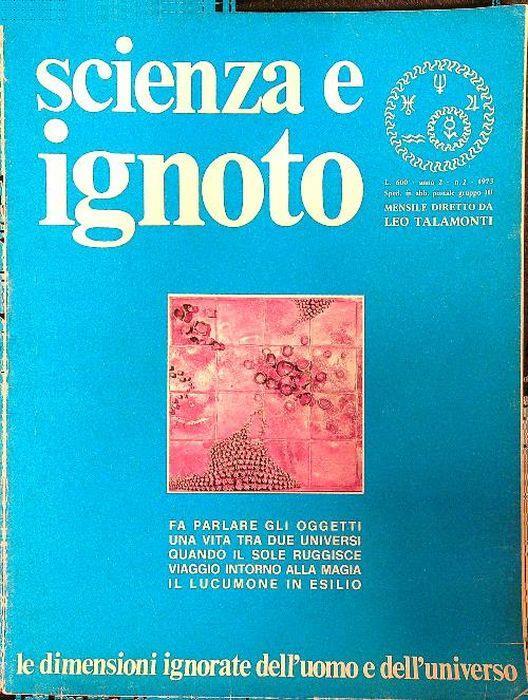 scienza e
ignoto
L. 600 - anno 2 - n. 2 - 1973
Sped. in abb. postale gruppo III
MENSILE DIRETTO DA
LEO TALAMONTI
FA PARLARE GLI OGGETTI
UNA VITA TRA DUE UNIVERSI
QUANDO IL SOLE RUGGISCE
VIAGGIO INTORNO ALLA MAGIA
IL LUCUMONE IN ESILIO
le dimensioni ignorate dell'uomo e dell'universo